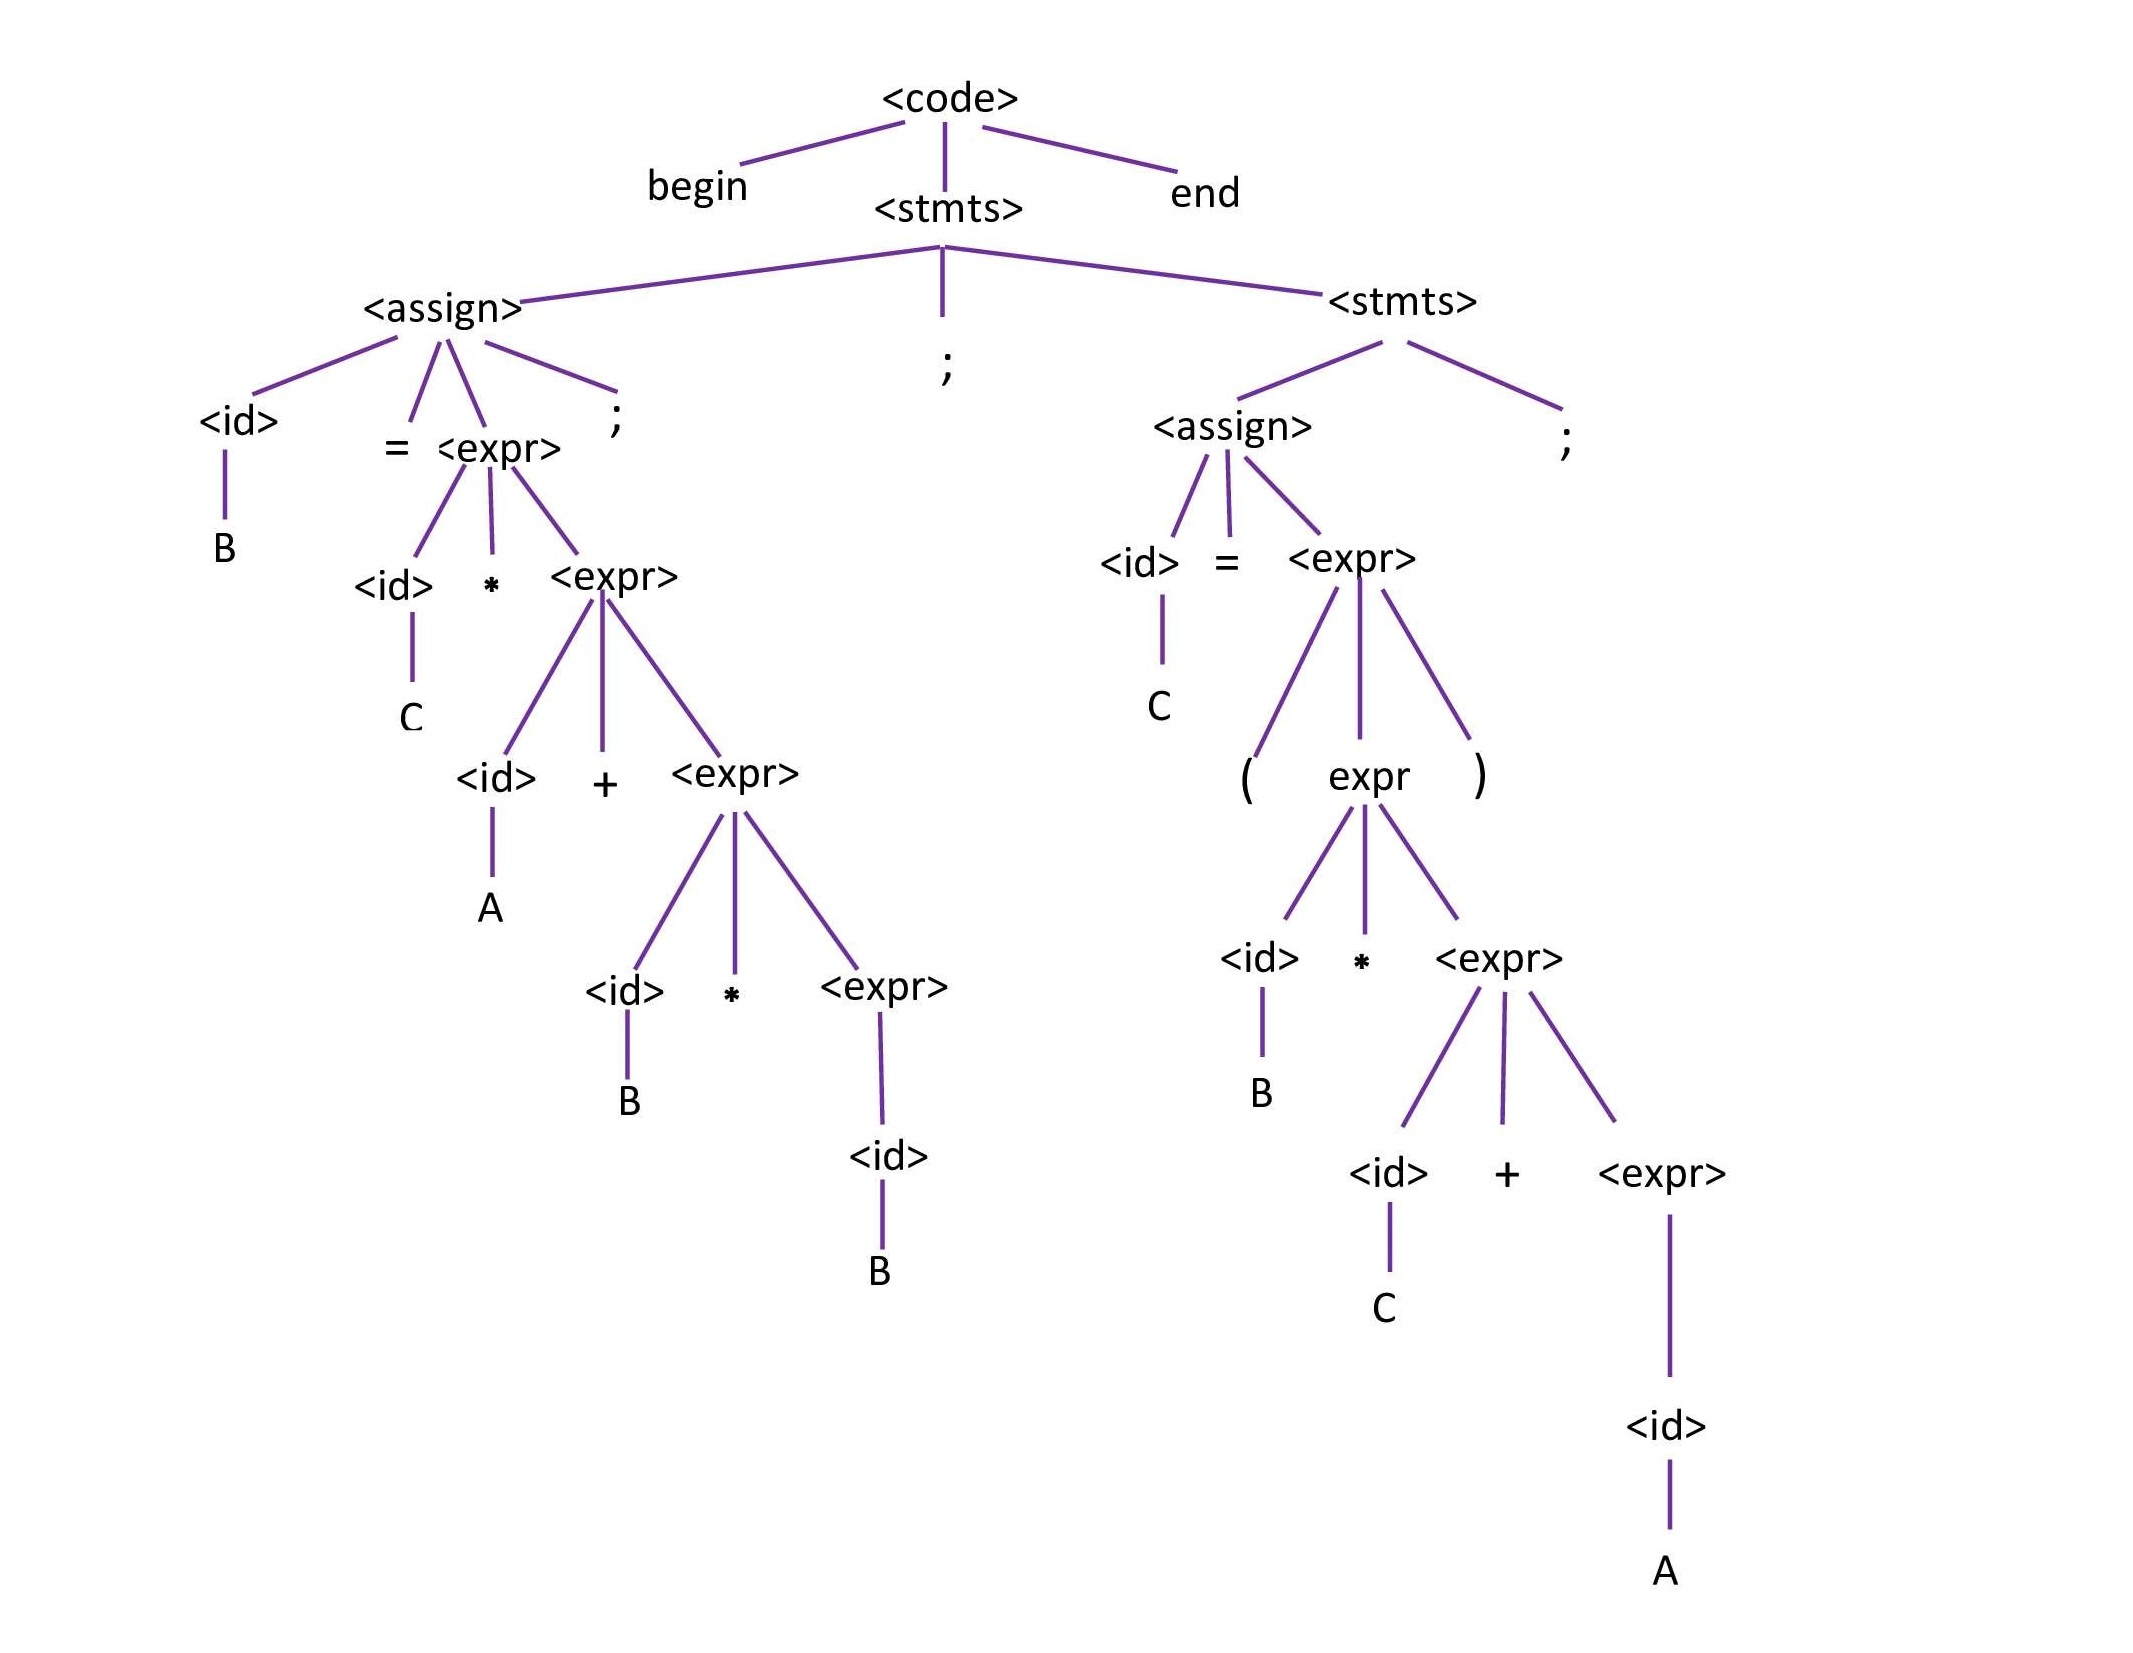 <code>
begin <stmts> end
<assign> ; <stmts>
<id> = <expr> ; <assign> ;
B <id> * <expr> <id> = <expr>
C <id> + <expr> C ( expr )
A <id> * <expr> <id> * <expr>
B <id> B <id> + <expr>
B C <id>
A